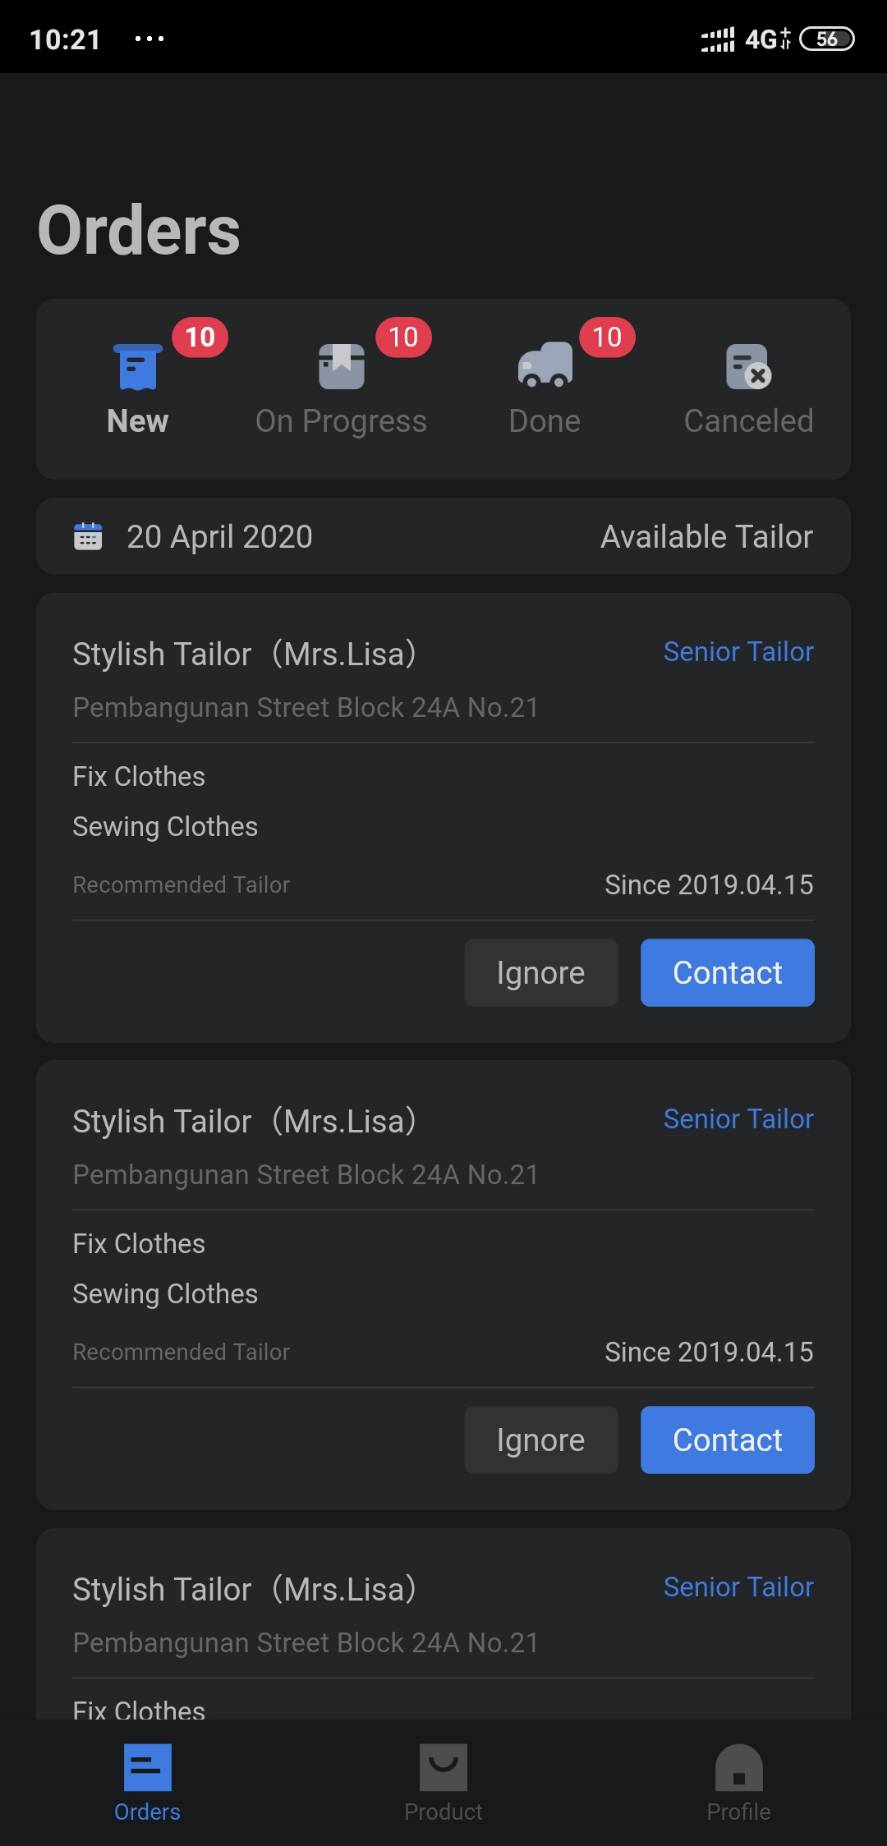 10:21 ... 4G+ 56
Orders
10 10 10
New On Progress Done Canceled
20 April 2020 Available Tailor
Stylish Tailor（Mrs.Lisa） Senior Tailor
Pembangunan Street Block 24A No.21
Fix Clothes
Sewing Clothes
Recommended Tailor Since 2019.04.15
Ignore Contact
Stylish Tailor（Mrs.Lisa） Senior Tailor
Pembangunan Street Block 24A No.21
Fix Clothes
Sewing Clothes
Recommended Tailor Since 2019.04.15
Ignore Contact
Stylish Tailor（Mrs.Lisa） Senior Tailor
Pembangunan Street Block 24A No.21
Fix Clothes
Orders Product Profile